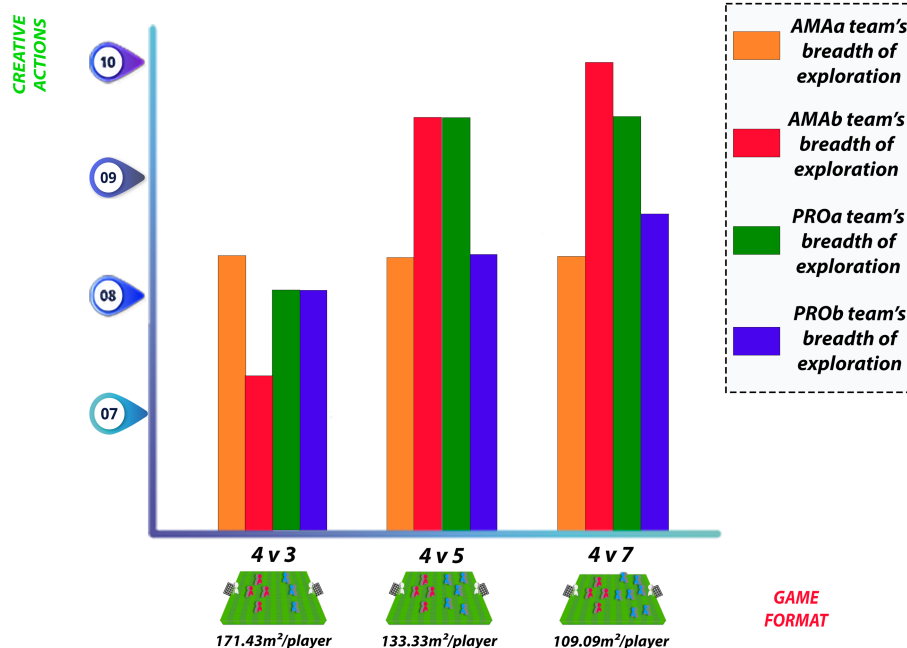 CREATIVE
ACTIONS
10
09
08
07
AMAa team's
breadth of
exploration
AMAb team's
breadth of
exploration
PROa team's
breadth of
exploration
PROb team's
breadth of
exploration
4 v 3
4 v 5
4 v 7
171.43m²/player
133.33m²/player
109.09m²/player
GAME
FORMAT